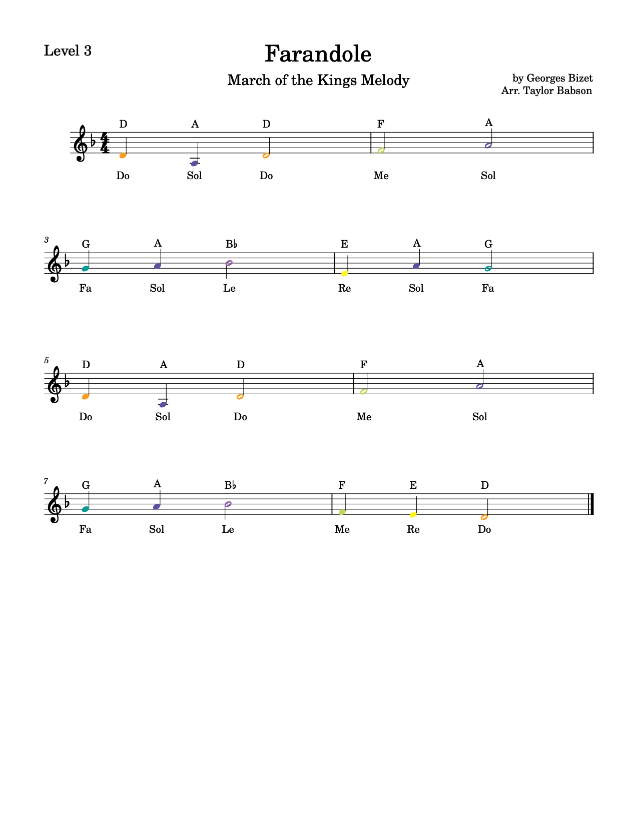 Level 3
Farandole
March of the Kings Melody
by Georges Bizet
Arr. Taylor Babson
D A D F A
4
4
Do Sol Do Me Sol
3
G A B♭ E A G
Fa Sol Le Re Sol Fa
5
D A D F A
Do Sol Do Me Sol
7
G A B♭ F E D
Fa Sol Le Me Re Do